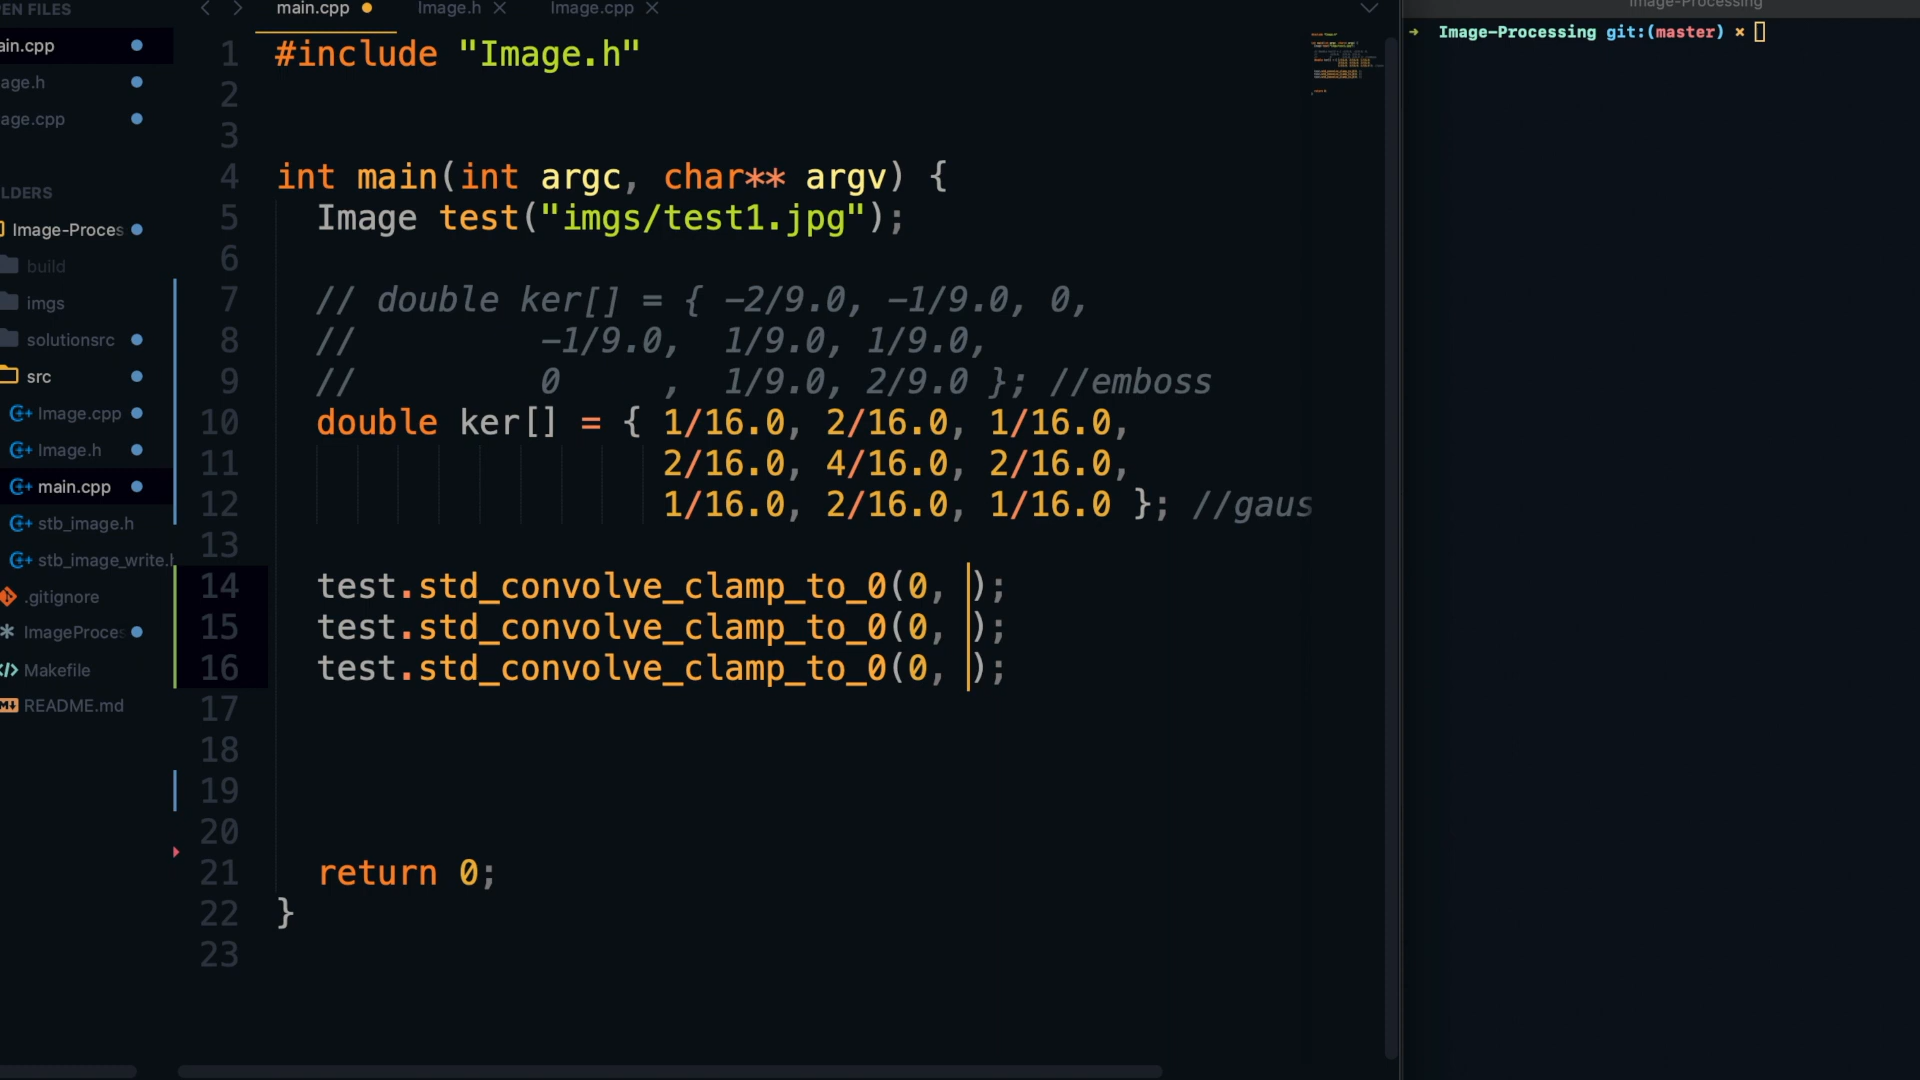 PEN FILES
ain.cpp
age.h
age.cpp
LDERS
Image-Proces
build
imgs
solutionsrc
src
Image.cpp
Image.h
main.cpp
stb_image.h
stb_image_write.h
.gitignore
ImageProces
Makefile
README.md
main.cpp Image.h Image.cpp
1 #include "Image.h"
2
3
4 int main(int argc, char** argv) {
5 Image test("imgs/test1.jpg");
6
7 // double ker[] = { -2/9.0, -1/9.0, 0,
8 // -1/9.0, 1/9.0, 1/9.0,
9 // 0 , 1/9.0, 2/9.0 }; //emboss
10 double ker[] = { 1/16.0, 2/16.0, 1/16.0,
11 2/16.0, 4/16.0, 2/16.0,
12 1/16.0, 2/16.0, 1/16.0 }; //gaus
13
14 test.std_convolve_clamp_to_0(0, );
15 test.std_convolve_clamp_to_0(0, );
16 test.std_convolve_clamp_to_0(0, );
17
18
19
20
21 return 0;
22 }
23
Image-Processing
→ Image-Processing git:(master) ×